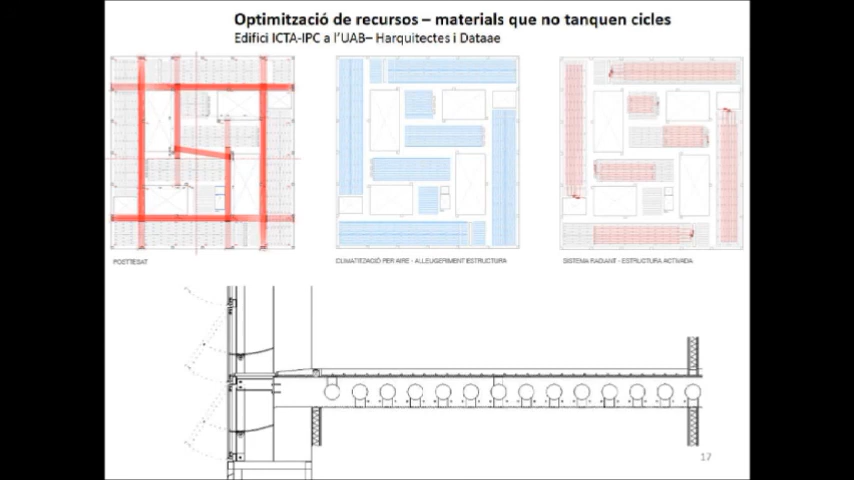 Optimització de recursos – materials que no tanquen cicles
Edifici ICTA-IPC a l'UAB– Harquitectes i Dataae
POSTTESAT
CLIMATITZACIÓ PER AIRE - ALLEUGERIMENT ESTRUCTURA
SISTEMA RADIANT - ESTRUCTURA ACTIVADA
17